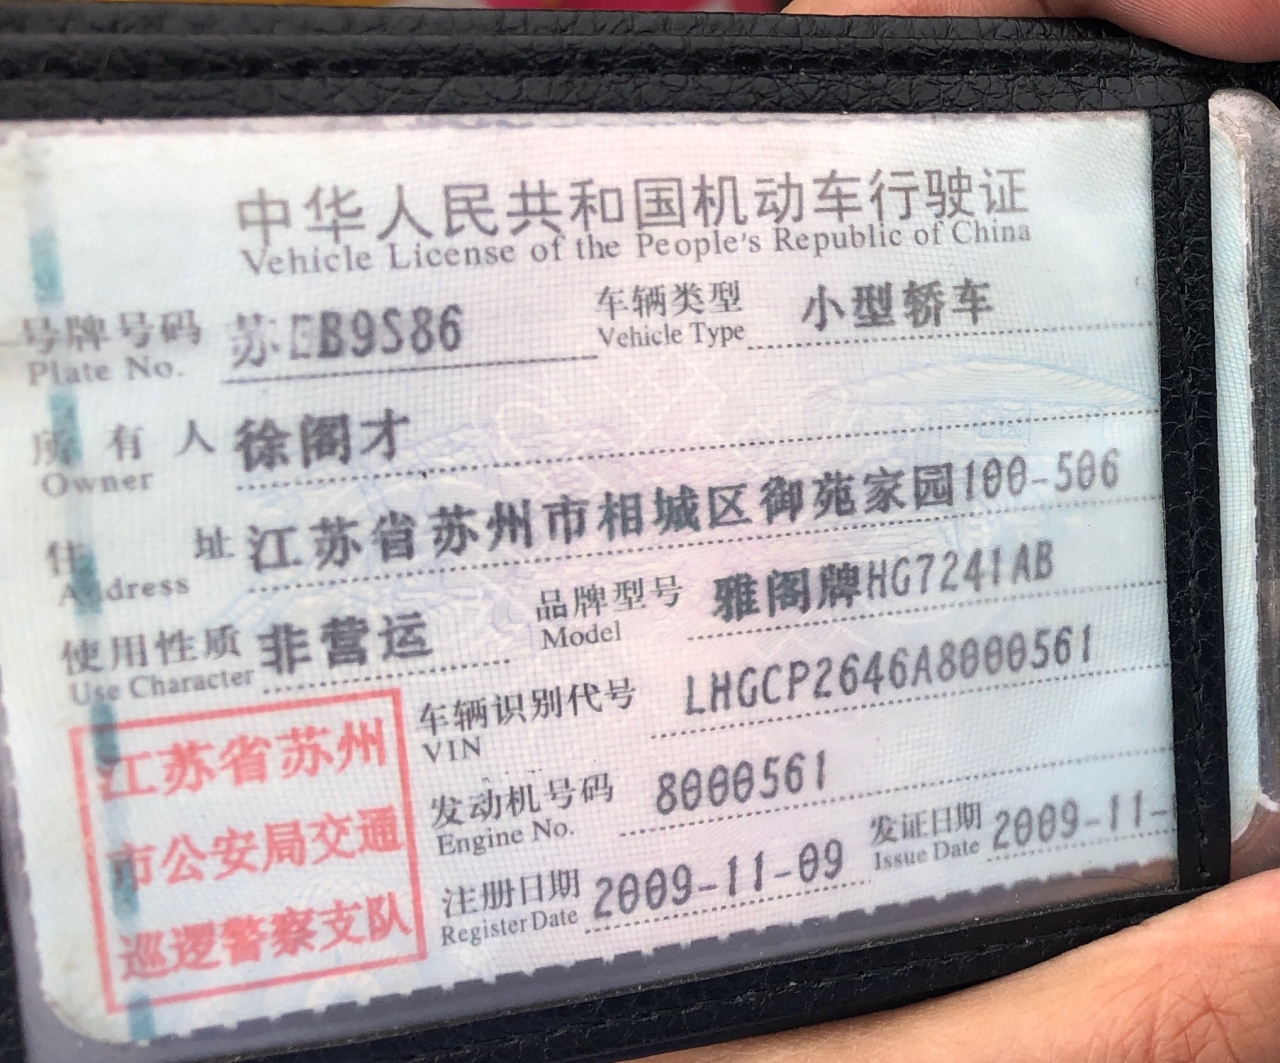 中华人民共和国机动车行驶证
Vehicle License of the People's Republic of China
号牌号码 苏EB9S86 车辆类型 小型轿车
Plate No. Vehicle Type
所有人 徐阁才
Owner
住址 江苏省苏州市相城区御苑家园100-506
Address
使用性质 非营运 品牌型号 雅阁牌HG7241AB
Use Character Model
车辆识别代号 LHGCP2646A8000561
VIN
发动机号码 8000561
Engine No.
注册日期 2009-11-09 发证日期 2009-11-
Register Date Issue Date
江苏省苏州
市公安局交通
巡逻警察支队